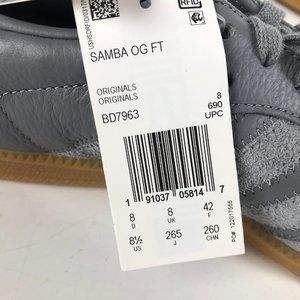 RFID
SAMBA OG FT
ORIGINALS
ORIGINALS
BD7963
8
690
UPC
1 91037 05814 7
8 8 42
D UK F
8½ 265 260
US J CHN